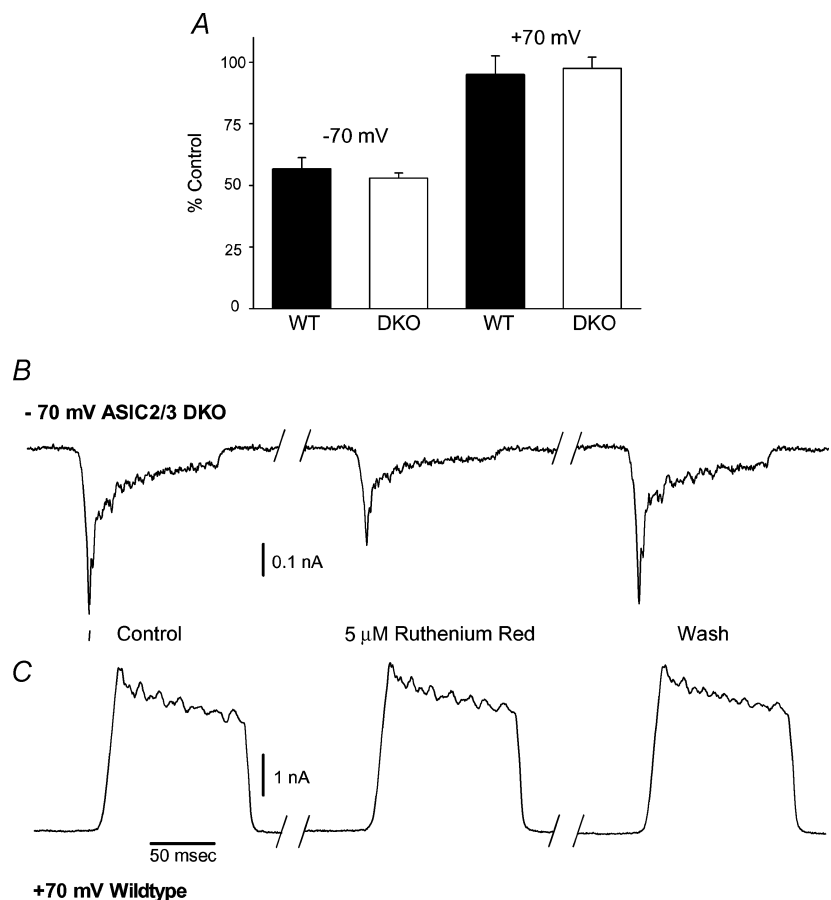 A
+70 mV
100
75
-70 mV
% Control
50
25
0
WT
DKO
WT
DKO
B
- 70 mV ASIC2/3 DKO
0.1 nA
Control
5 µM Ruthenium Red
Wash
C
1 nA
50 msec
+70 mV Wildtype